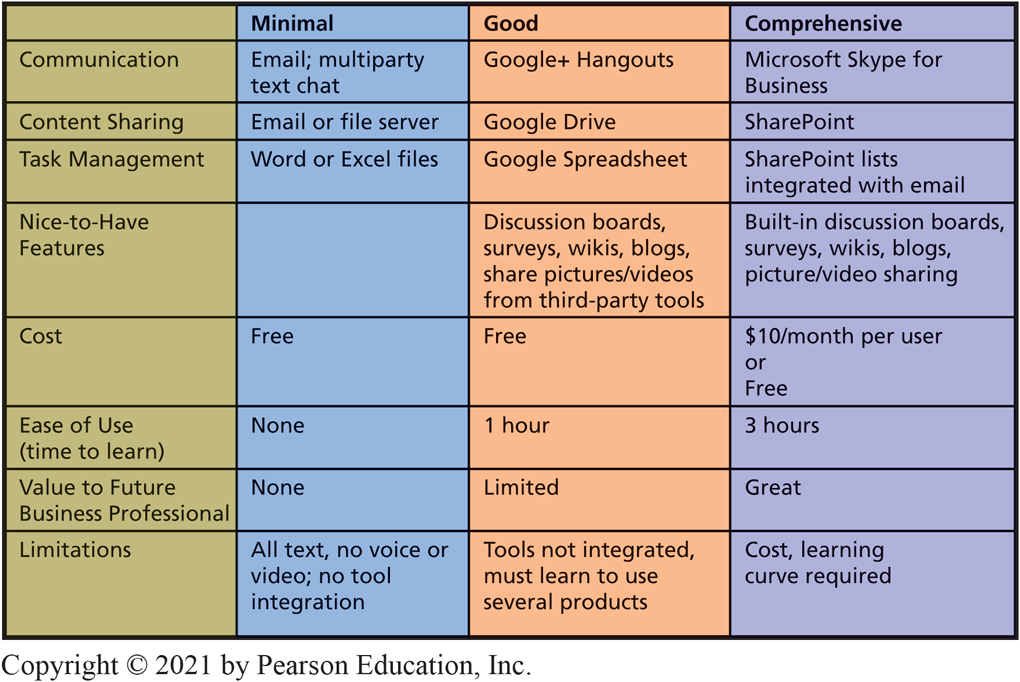 Minimal Good Comprehensive
Communication Email; multiparty Google+ Hangouts Microsoft Skype for
text chat Business
Content Sharing Email or file server Google Drive SharePoint
Task Management Word or Excel files Google Spreadsheet SharePoint lists
integrated with email
Nice-to-Have Discussion boards, Built-in discussion boards,
Features surveys, wikis, blogs, surveys, wikis, blogs,
share pictures/videos picture/video sharing
from third-party tools
Cost Free Free $10/month per user
or
Free
Ease of Use None 1 hour 3 hours
(time to learn)
Value to Future None Limited Great
Business Professional
Limitations All text, no voice or Tools not integrated, Cost, learning
video; no tool must learn to use curve required
integration several products
Copyright © 2021 by Pearson Education, Inc.